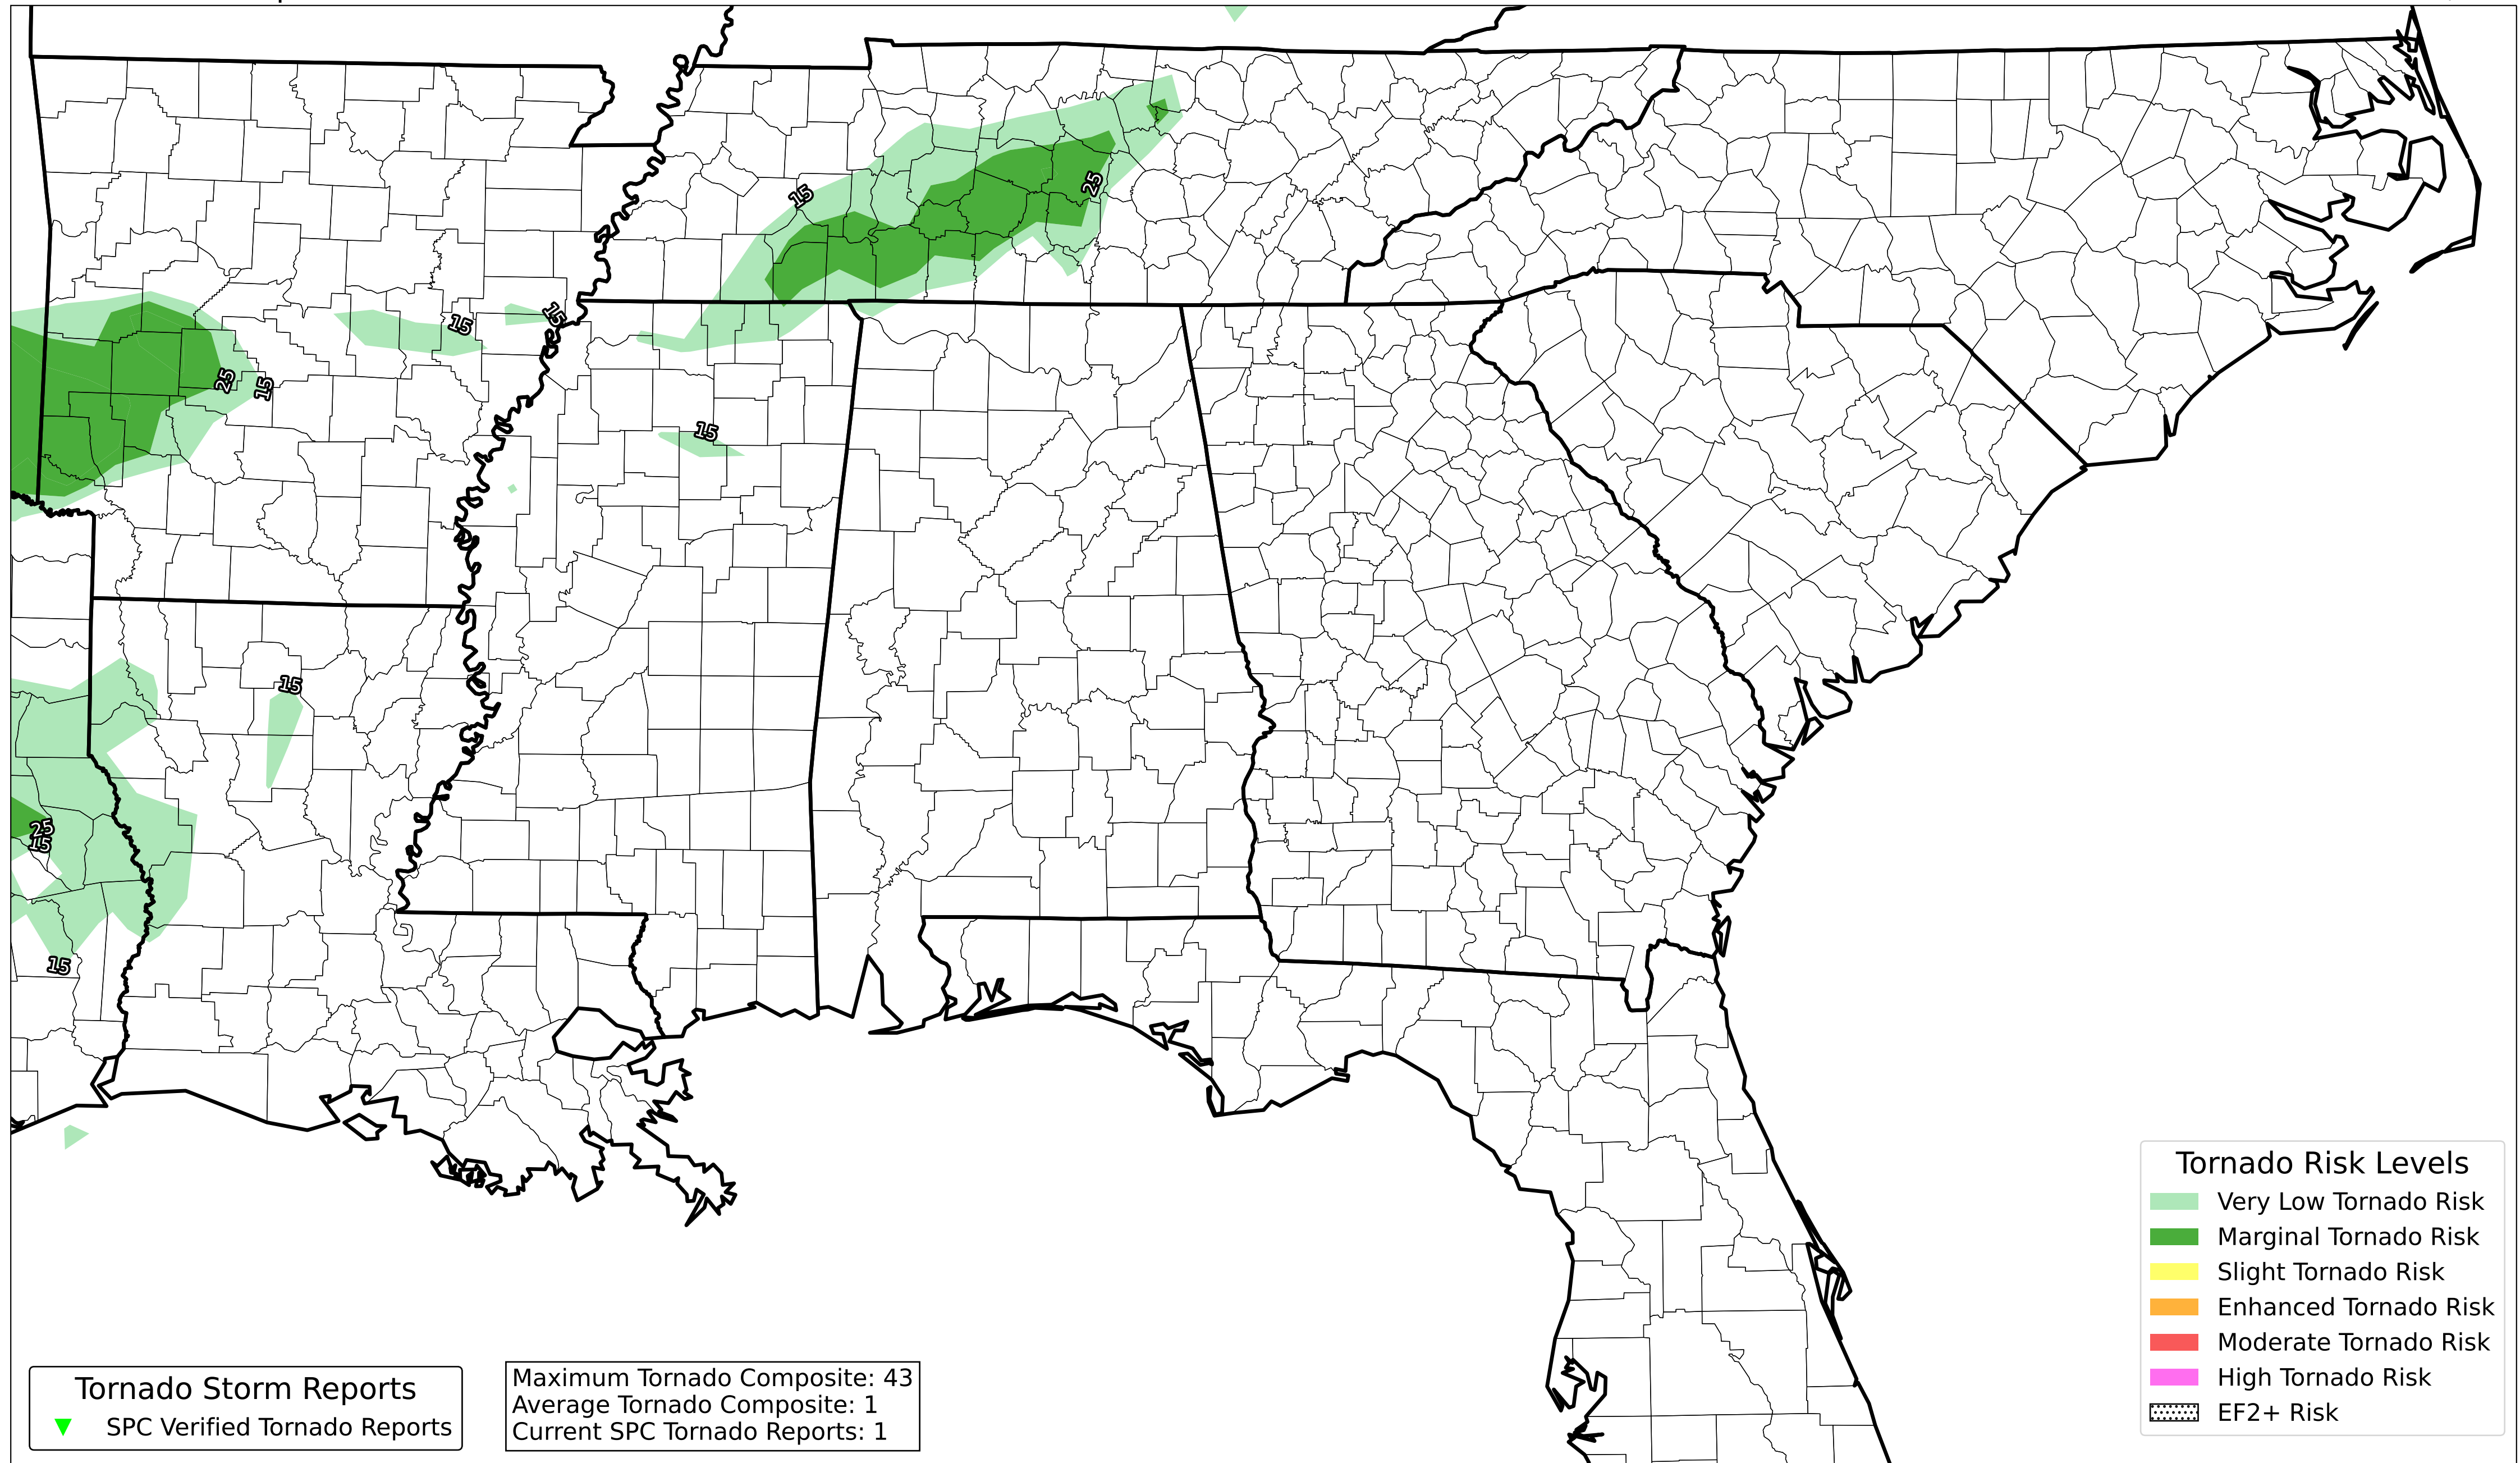 15
25
15
15
25
15
15
15
25
15
15
Tornado Risk Levels
Very Low Tornado Risk
Marginal Tornado Risk
Slight Tornado Risk
Enhanced Tornado Risk
Moderate Tornado Risk
High Tornado Risk
EF2+ Risk
Tornado Storm Reports
SPC Verified Tornado Reports
Maximum Tornado Composite: 43
Average Tornado Composite: 1
Current SPC Tornado Reports: 1